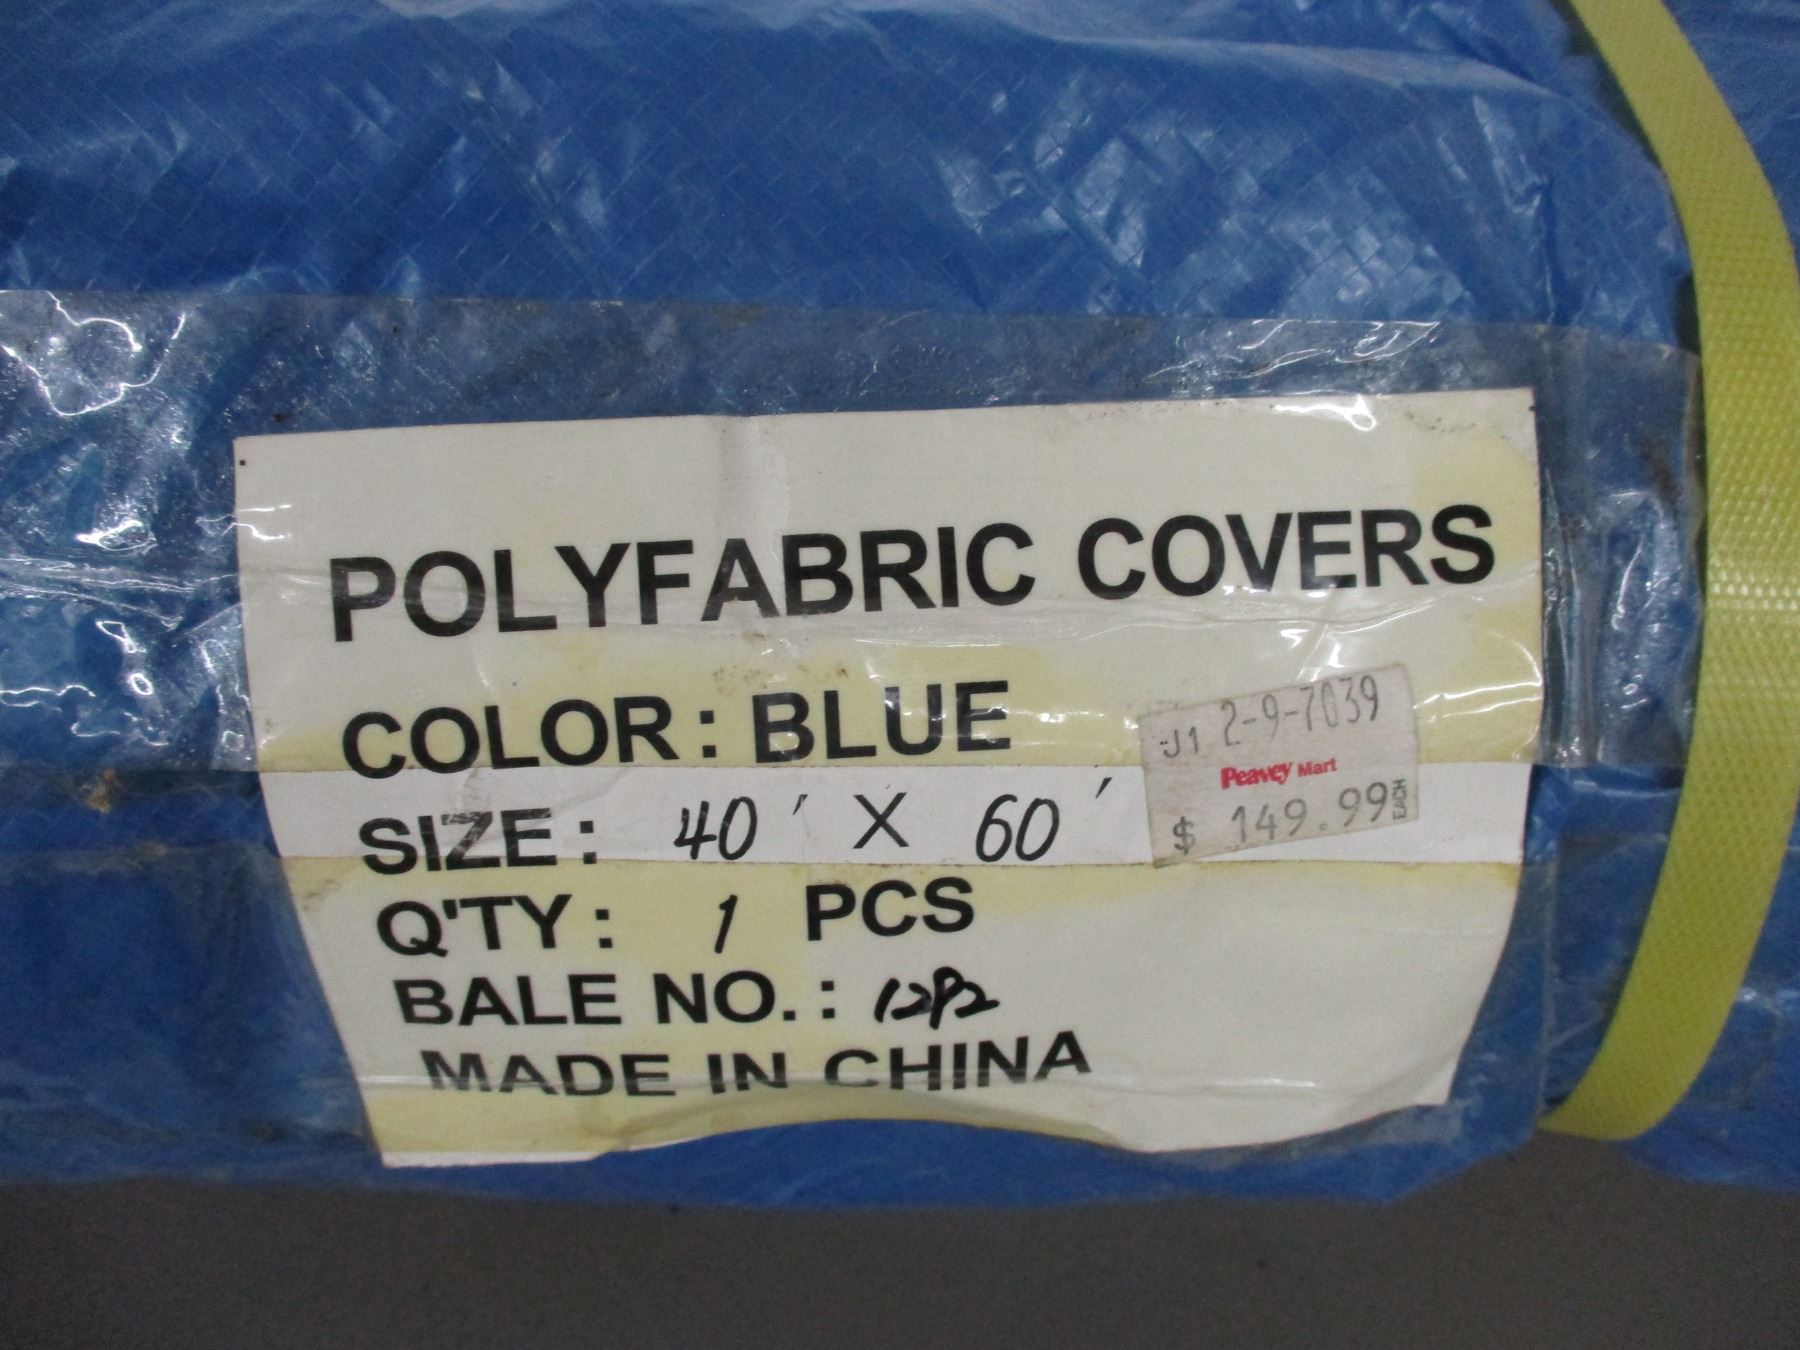 POLYFABRIC COVERS
COLOR: BLUE
J1 2-9-7039
Peavey Mart
$ 149.99 EACH
SIZE: 40' X 60'
Q'TY: 1 PCS
BALE NO.:
MADE IN CHINA